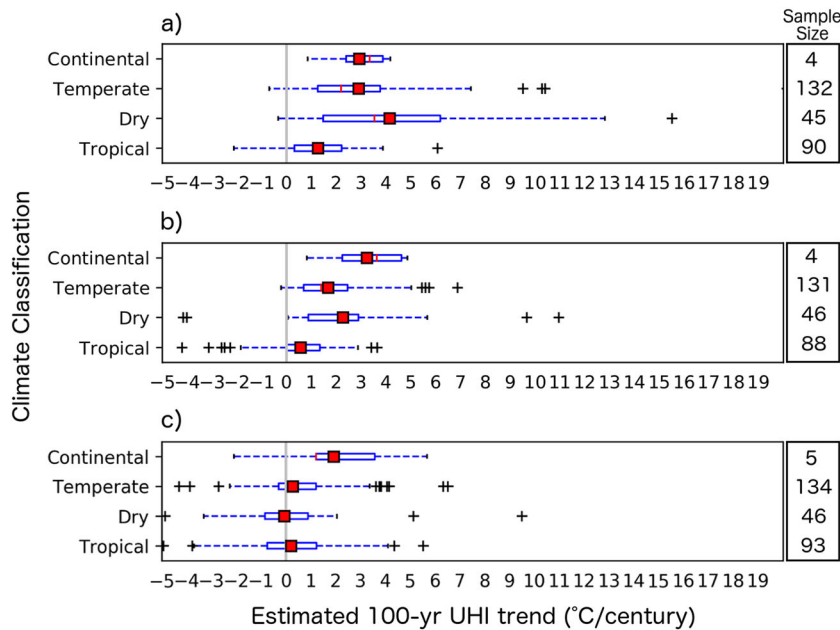 Sample
Size
a)
Continental 4
Temperate 132
Dry 45
Tropical 90
−5−4−3−2−1 0 1 2 3 4 5 6 7 8 9 10 11 12 13 14 15 16 17 18 19
b)
Continental 4
Temperate 131
Dry 46
Tropical 88
−5−4−3−2−1 0 1 2 3 4 5 6 7 8 9 10 11 12 13 14 15 16 17 18 19
c)
Continental 5
Temperate 134
Dry 46
Tropical 93
−5−4−3−2−1 0 1 2 3 4 5 6 7 8 9 10 11 12 13 14 15 16 17 18 19
Climate Classification
Estimated 100-yr UHI trend (°C/century)